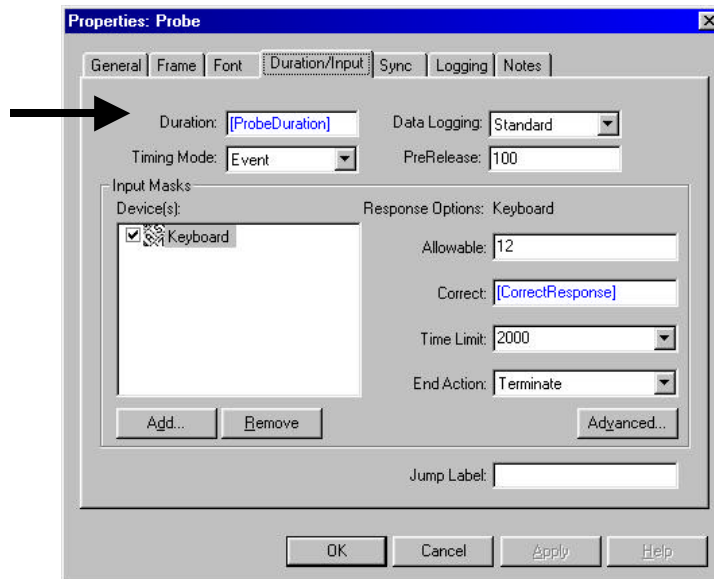 Properties: Probe
General Frame Font Duration/Input Sync Logging Notes
Duration: [ProbeDuration] Data Logging: Standard
Timing Mode: Event PreRelease: 100
Input Masks
Device(s): Response Options: Keyboard
Keyboard
Allowable: 12
Correct: [CorrectResponse]
Time Limit: 2000
End Action: Terminate
Add... Remove Advanced...
Jump Label:
OK Cancel Apply Help